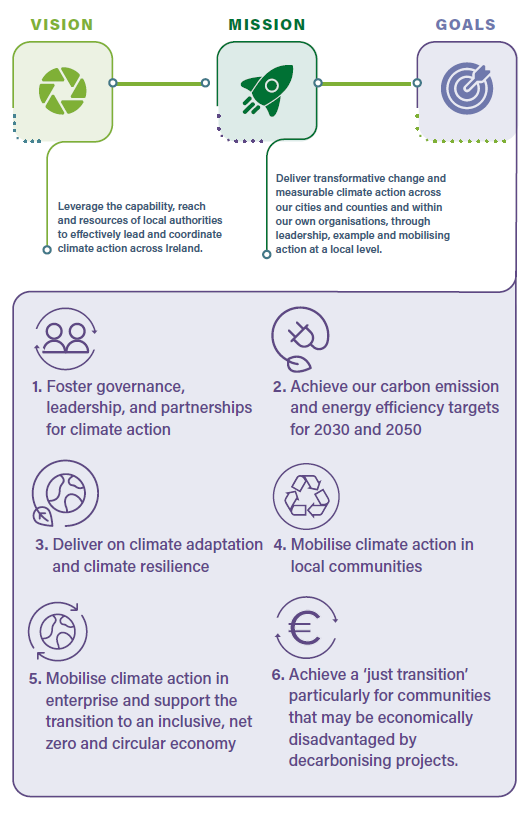 VISION
MISSION
GOALS
Leverage the capability, reach
and resources of local authorities
to effectively lead and coordinate
climate action across Ireland.
Deliver transformative change and
measurable climate action across
our cities and counties and within
our own organisations, through
leadership, example and mobilising
action at a local level.
1. Foster governance,
leadership, and partnerships
for climate action
2. Achieve our carbon emission
and energy efficiency targets
for 2030 and 2050
3. Deliver on climate adaptation
and climate resilience
4. Mobilise climate action in
local communities
5. Mobilise climate action in
enterprise and support the
transition to an inclusive, net
zero and circular economy
6. Achieve a ‘just transition’
particularly for communities
that may be economically
disadvantaged by
decarbonising projects.